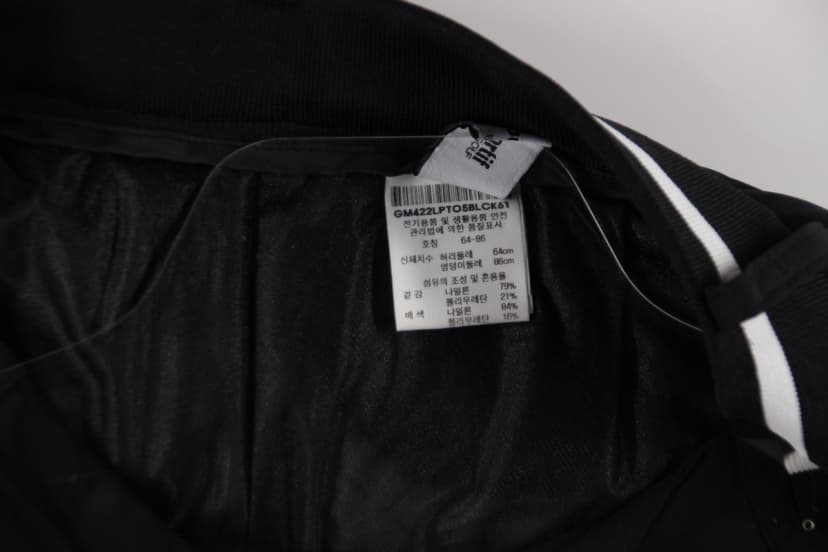 GOLF
GM422LPT05BLCK61
전기용품 및 생활용품 안전
관리법에 의한 품질표시
호칭 64-86
신체치수 허리둘레 64cm
엉덩이둘레 86cm
섬유의 조성 및 혼용율
겉감 나일론 79%
폴리우레탄 21%
배색 나일론 84%
폴리우레탄 16%